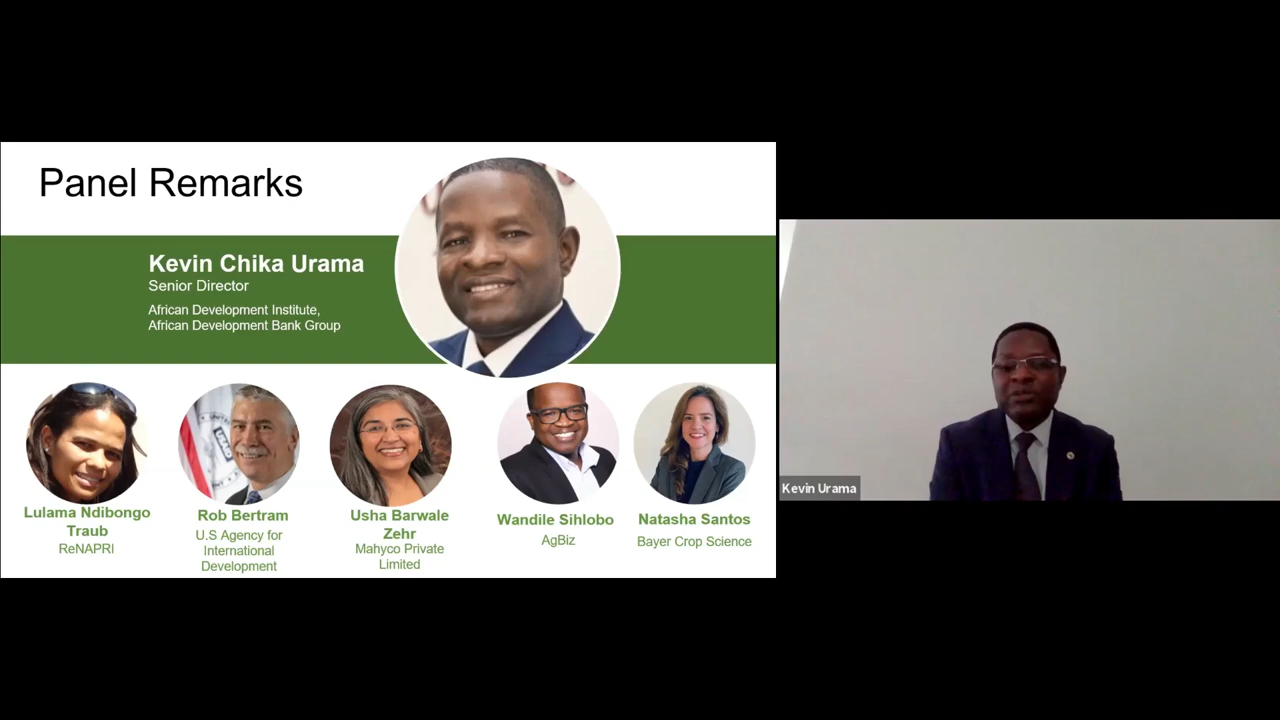 Panel Remarks
Kevin Chika Urama
Senior Director
African Development Institute,
African Development Bank Group
Lulama Ndibongo
Traub
ReNAPRI
Rob Bertram
U.S Agency for
International
Development
Usha Barwale
Zehr
Mahyco Private
Limited
Wandile Sihlobo
AgBiz
Natasha Santos
Bayer Crop Science
Kevin Urama